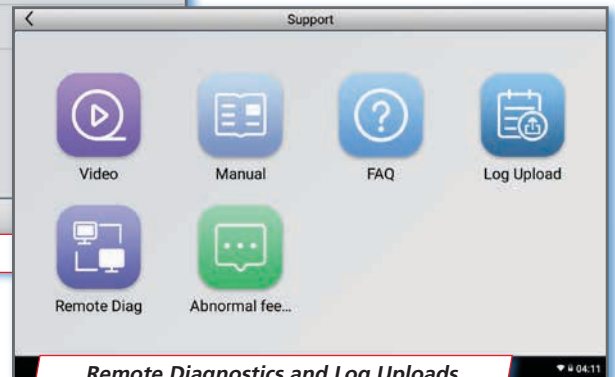 Support
Video Manual FAQ Log Upload
Remote Diag Abnormal fee...
04:11
Remote Diagnostics and Log Uploads